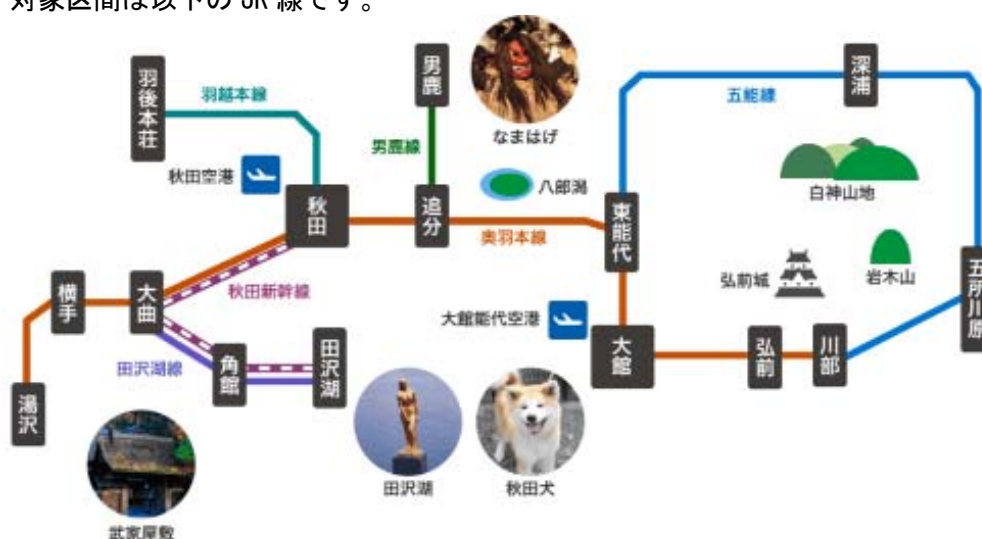 対象区間は以下の JR 線です。
羽後本荘
羽越本線
男鹿
男鹿線
なまはげ
五能線
深浦
秋田空港
秋田
追分
八郎潟
奥羽本線
東能代
白神山地
弘前城
岩木山
五所川原
横手
大曲
秋田新幹線
大館能代空港
大館
弘前
川部
田沢湖線
角館
田沢湖
湯沢
武家屋敷
田沢湖
秋田犬